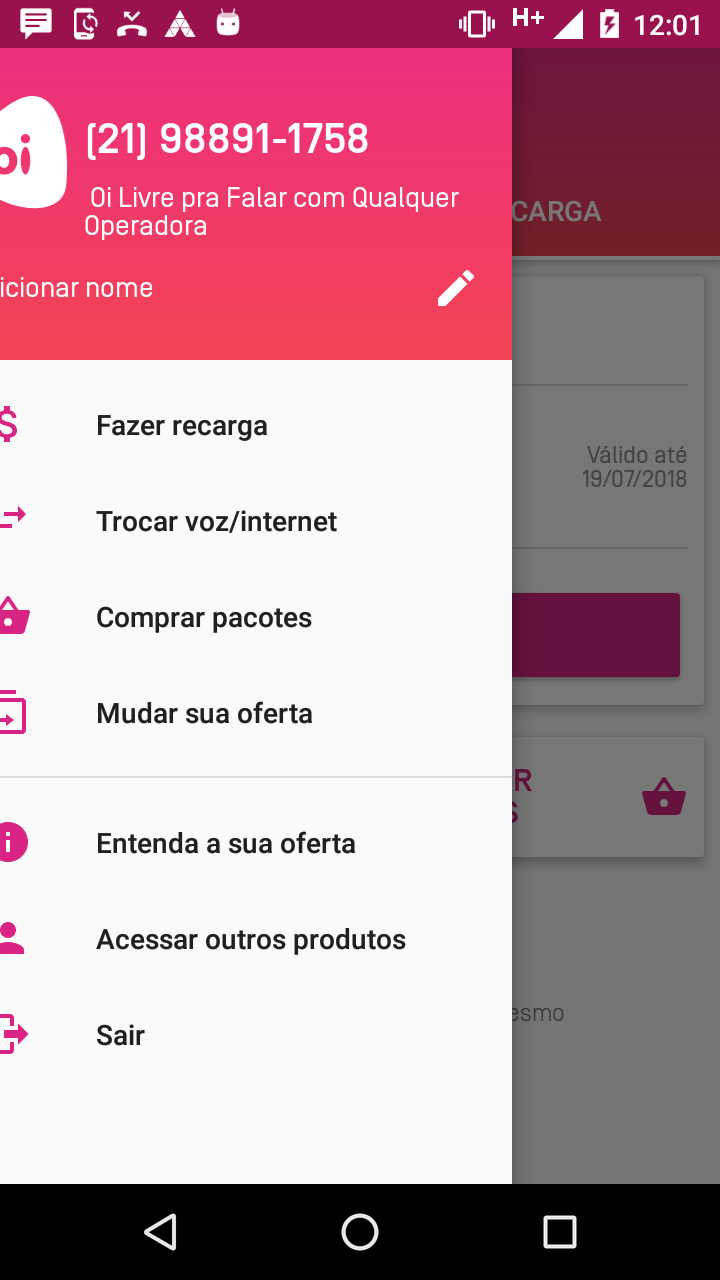 H+ 12:01
oi
(21) 98891-1758
Oi Livre pra Falar com Qualquer
Operadora
icionar nome
CARGA
Fazer recarga
Válido até
19/07/2018
Trocar voz/internet
Comprar pacotes
Mudar sua oferta
R
S
Entenda a sua oferta
Acessar outros produtos
esmo
Sair